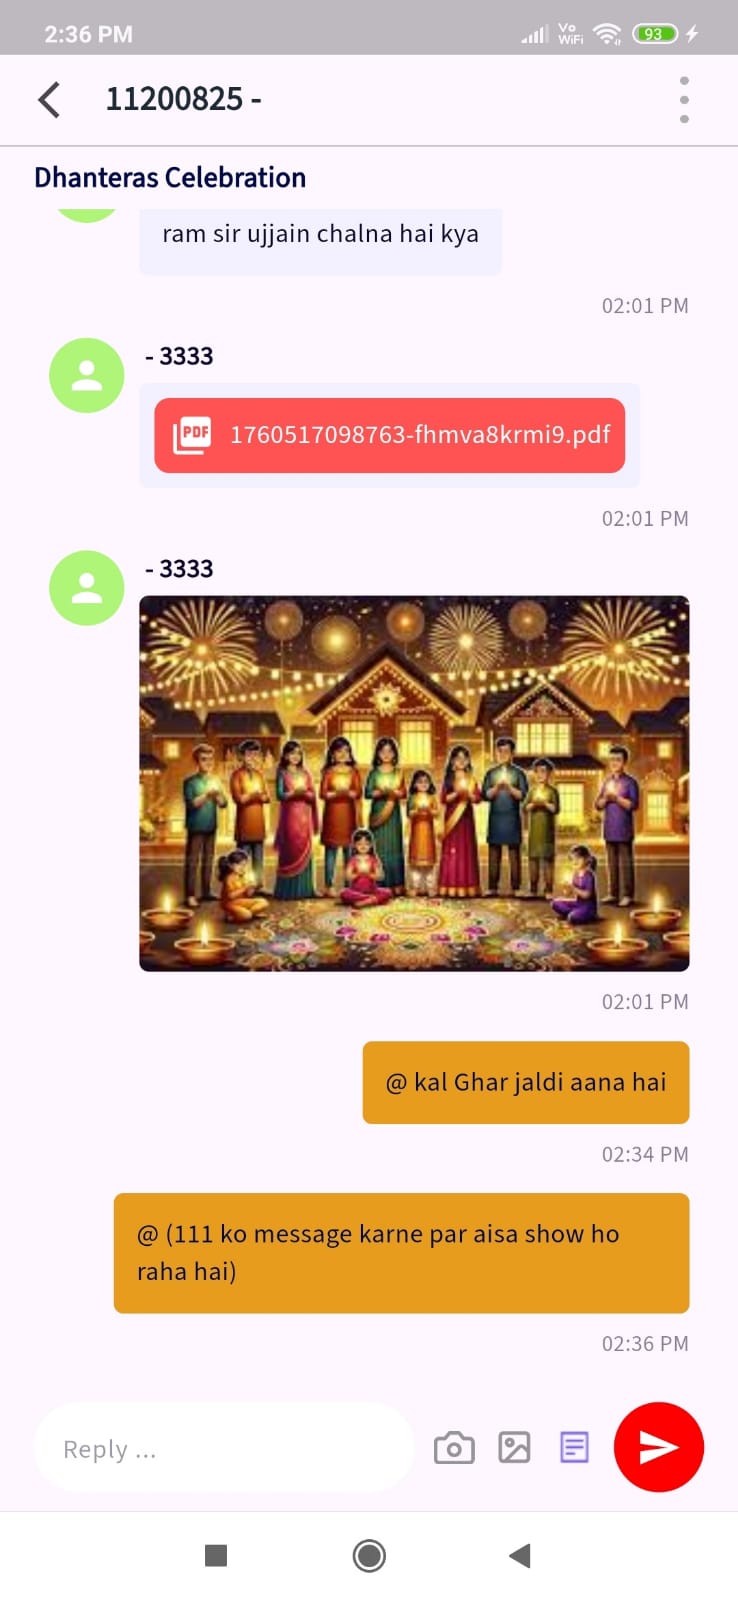 2:36 PM
Vo
WiFi
93
11200825 -
Dhanteras Celebration
ram sir ujjain chalna hai kya
02:01 PM
- 3333
PDF
1760517098763-fhmva8krmi9.pdf
02:01 PM
- 3333
02:01 PM
@ kal Ghar jaldi aana hai
02:34 PM
@ (111 ko message karne par aisa show ho
raha hai)
02:36 PM
Reply ...